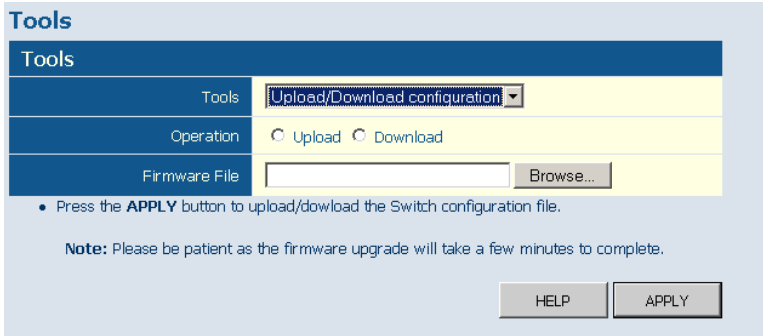 Tools
Tools
Tools Upload/Download configuration
Operation Upload Download
Firmware File Browse...
• Press the APPLY button to upload/dowload the Switch configuration file.
Note: Please be patient as the firmware upgrade will take a few minutes to complete.
HELP APPLY